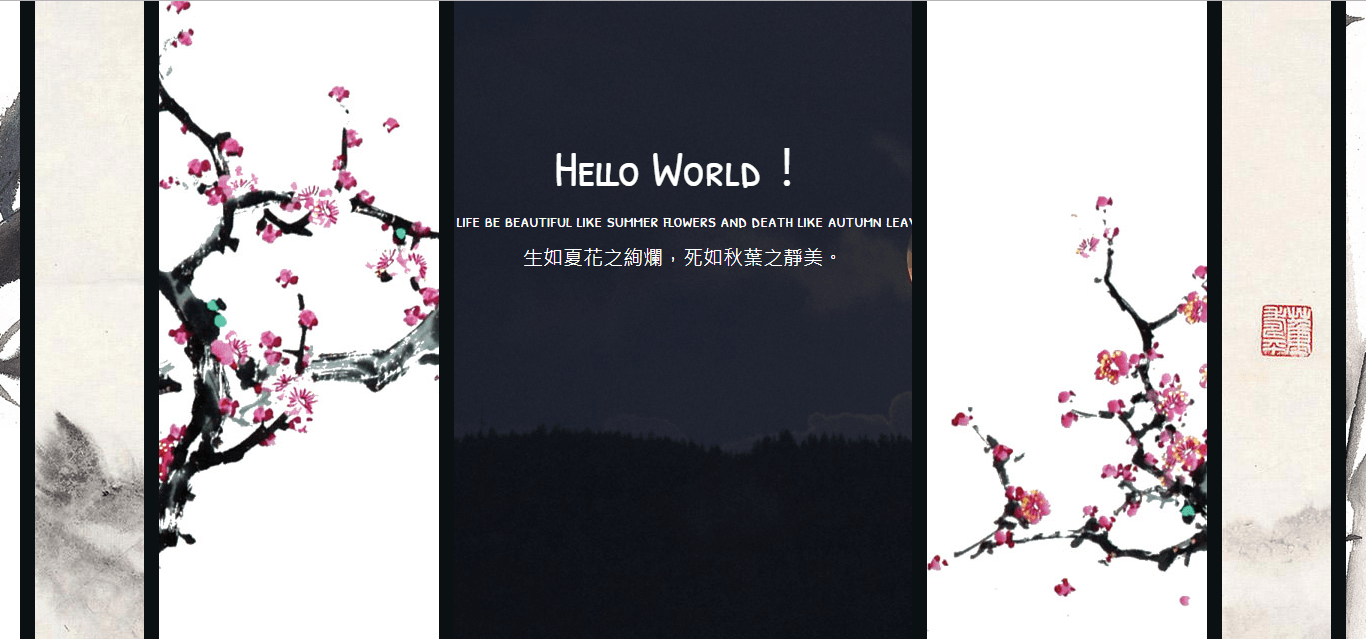 Hello World !
LIFE BE BEAUTIFUL LIKE SUMMER FLOWERS AND DEATH LIKE AUTUMN
生如夏花之絢爛，死如秋葉之靜美。